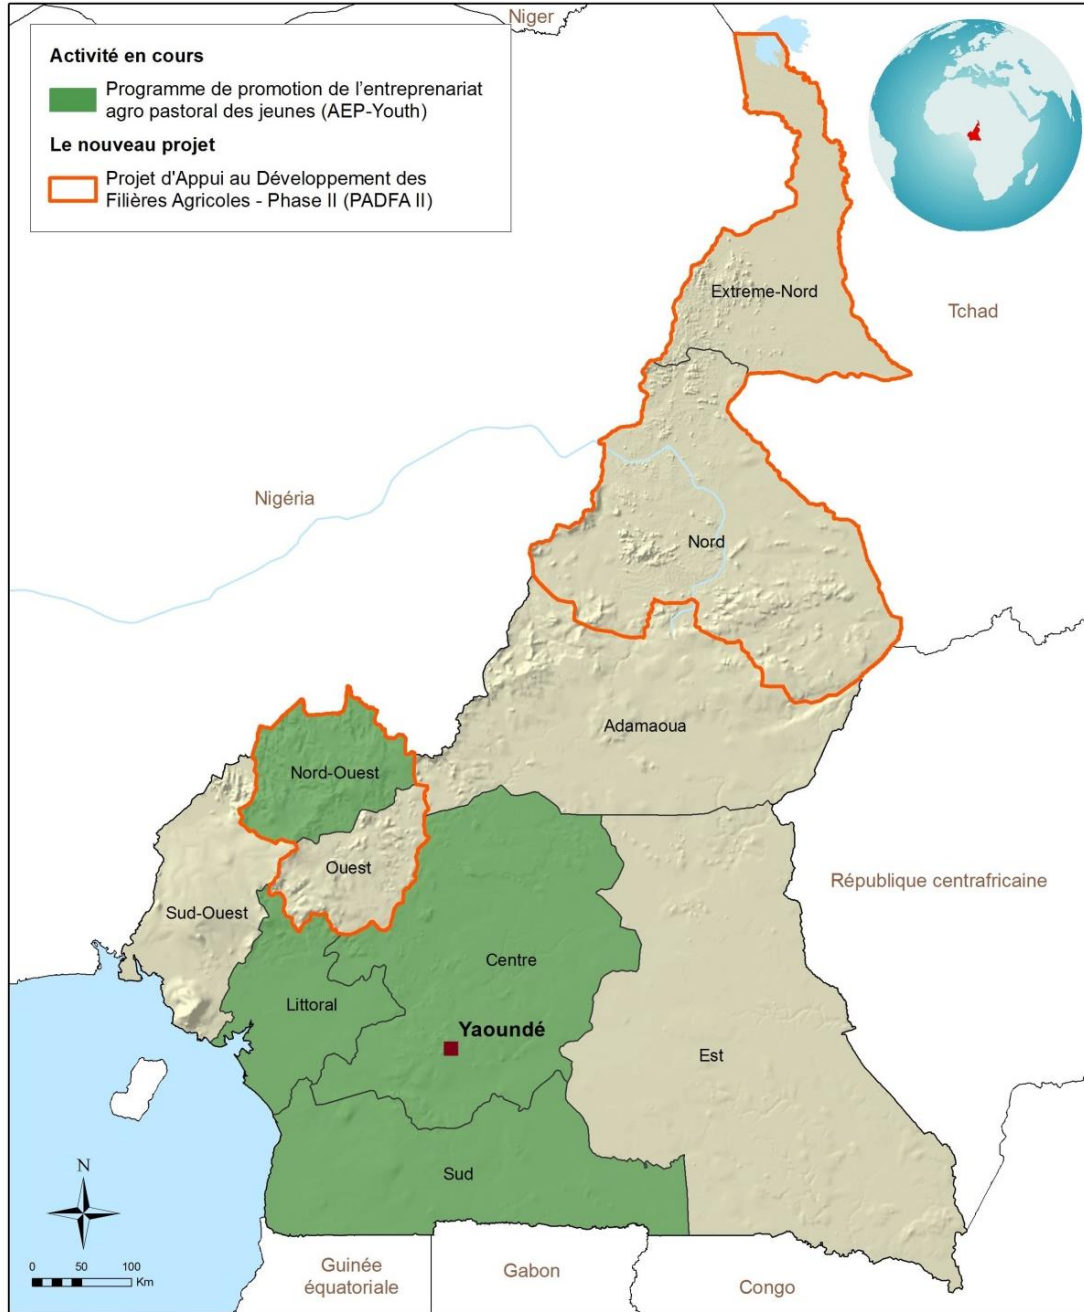 Niger
Activité en cours
Programme de promotion de l'entreprenariat
agro pastoral des jeunes (AEP-Youth)
Le nouveau projet
Projet d'Appui au Développement des
Filières Agricoles - Phase II (PADFA II)
Extreme-Nord
Tchad
Nigéria
Nord
Adamaoua
Nord-Ouest
Ouest
République centrafricaine
Sud-Ouest
Centre
Littoral
Yaoundé
Est
Sud
N
0 50 100
Km
Guinée
équatoriale
Gabon
Congo